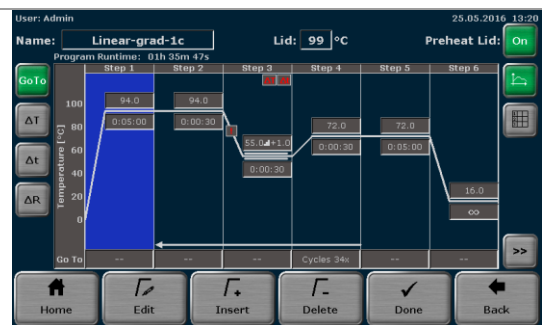 User: Admin 25.05.2016 13:20
Name: Linear-grad-1c Lid: 99 °C Preheat Lid: On
Program Runtime: 01h 35m 47s
GoTo Step 1 Step 2 Step 3 Step 4 Step 5 Step 6
100 94.0 94.0
ΔT 80 0:05:00 0:00:30 72.0 72.0
Temperature [°C]
60 55.0 +1.0 0:00:30 0:05:00
Δt 40 0:00:30
ΔR 20 16.0
0 ∞
Go To -- -- -- Cycles 34x -- -- >>
Home Edit Insert Delete Done Back